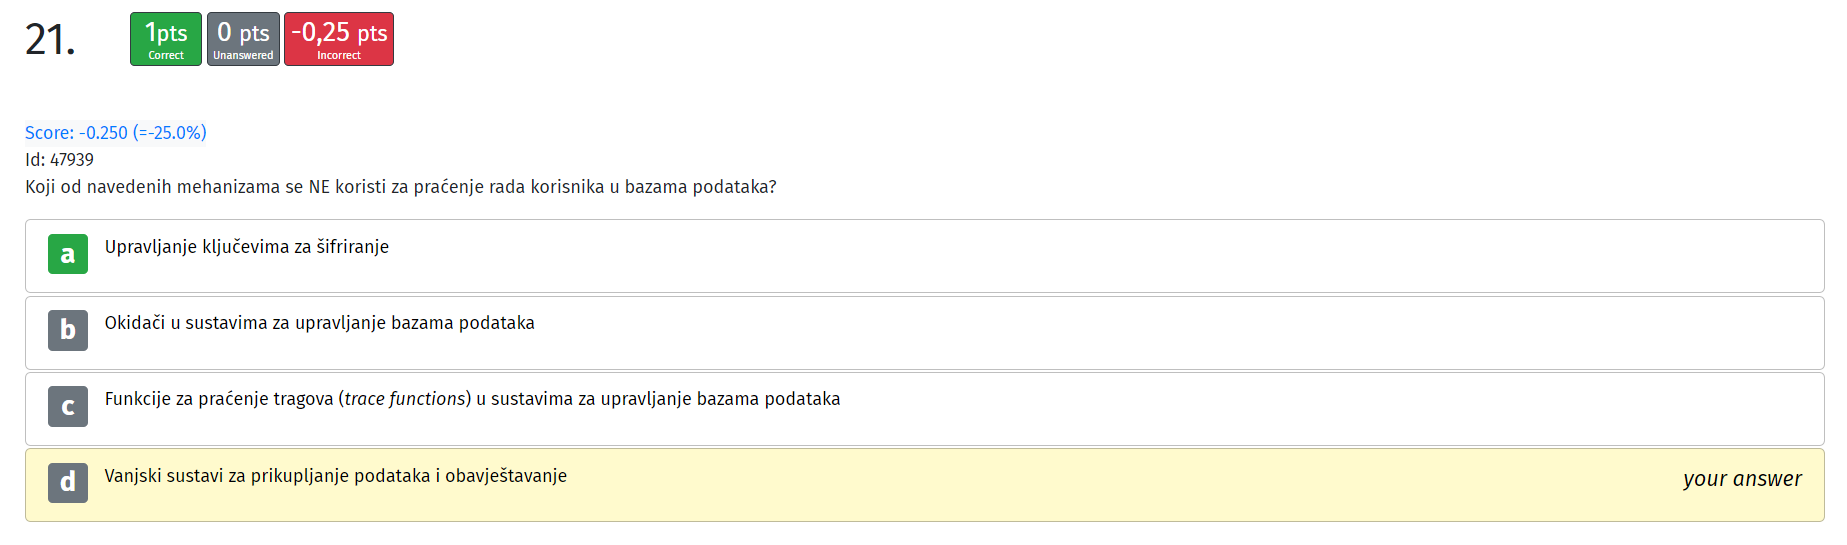 21.
1pts
Correct
0 pts
Unanswered
-0,25 pts
Incorrect
Score: -0.250 (=-25.0%)
Id: 47939
Koji od navedenih mehanizama se NE koristi za praćenje rada korisnika u bazama podataka?
a Upravljanje ključevima za šifriranje
b Okidači u sustavima za upravljanje bazama podataka
c Funkcije za praćenje tragova (trace functions) u sustavima za upravljanje bazama podataka
d Vanjski sustavi za prikupljanje podataka i obavještavanje your answer